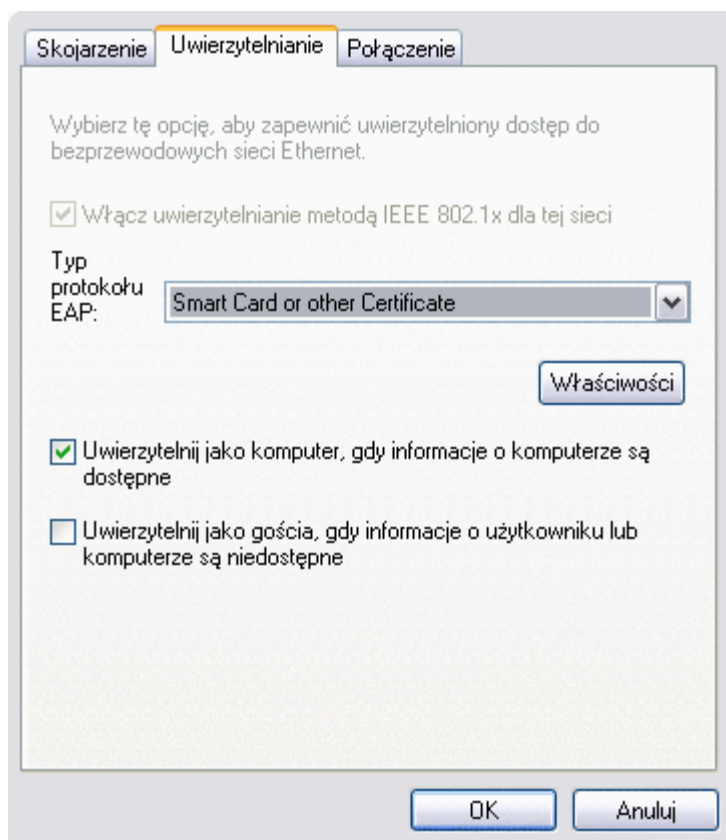 Skojarzenie Uwierzytelnianie Połączenie
Wybierz tę opcję, aby zapewnić uwierzytelniony dostęp do
bezprzewodowych sieci Ethernet.
Włącz uwierzytelnianie metodą IEEE 802.1x dla tej sieci
Typ
protokołu
EAP:
Smart Card or other Certificate
Właściwości
Uwierzytelnij jako komputer, gdy informacje o komputerze są
dostępne
Uwierzytelnij jako gościa, gdy informacje o użytkowniku lub
komputerze są niedostępne
OK Anuluj